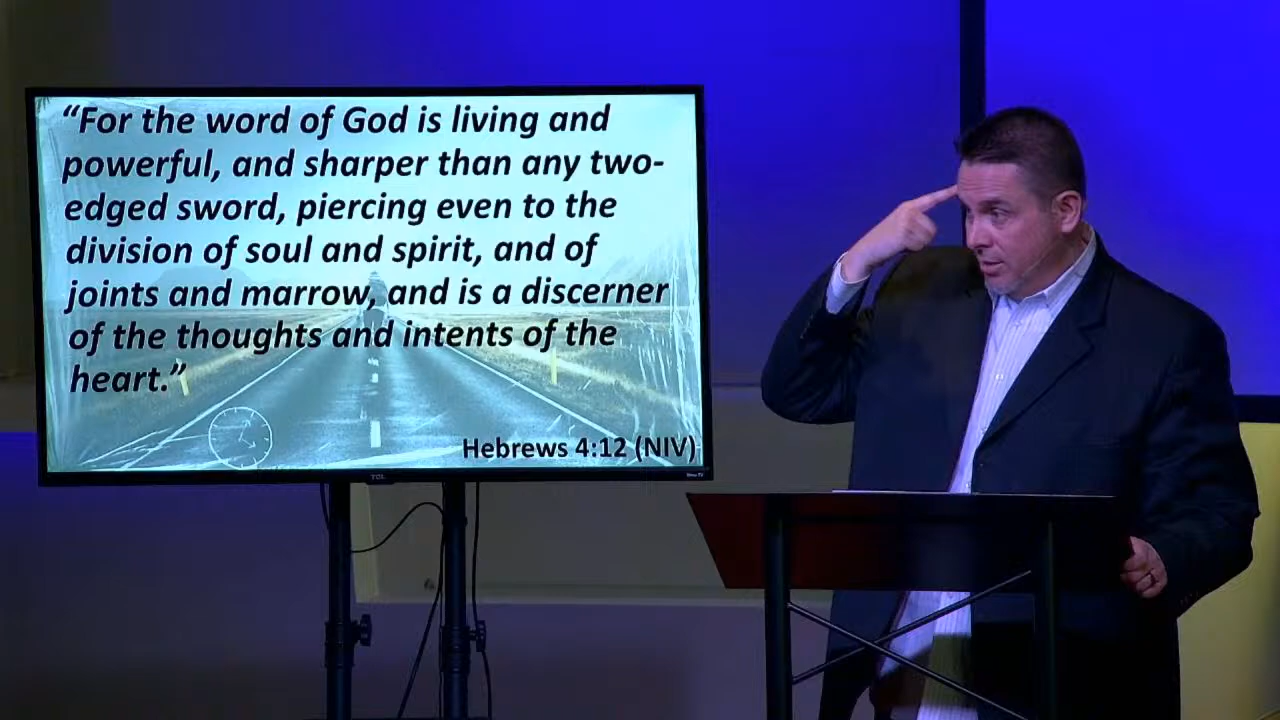 “For the word of God is living and
powerful, and sharper than any two-
edged sword, piercing even to the
division of soul and spirit, and of
joints and marrow, and is a discerner
of the thoughts and intents of the
heart.”
Hebrews 4:12 (NIV)
TCL